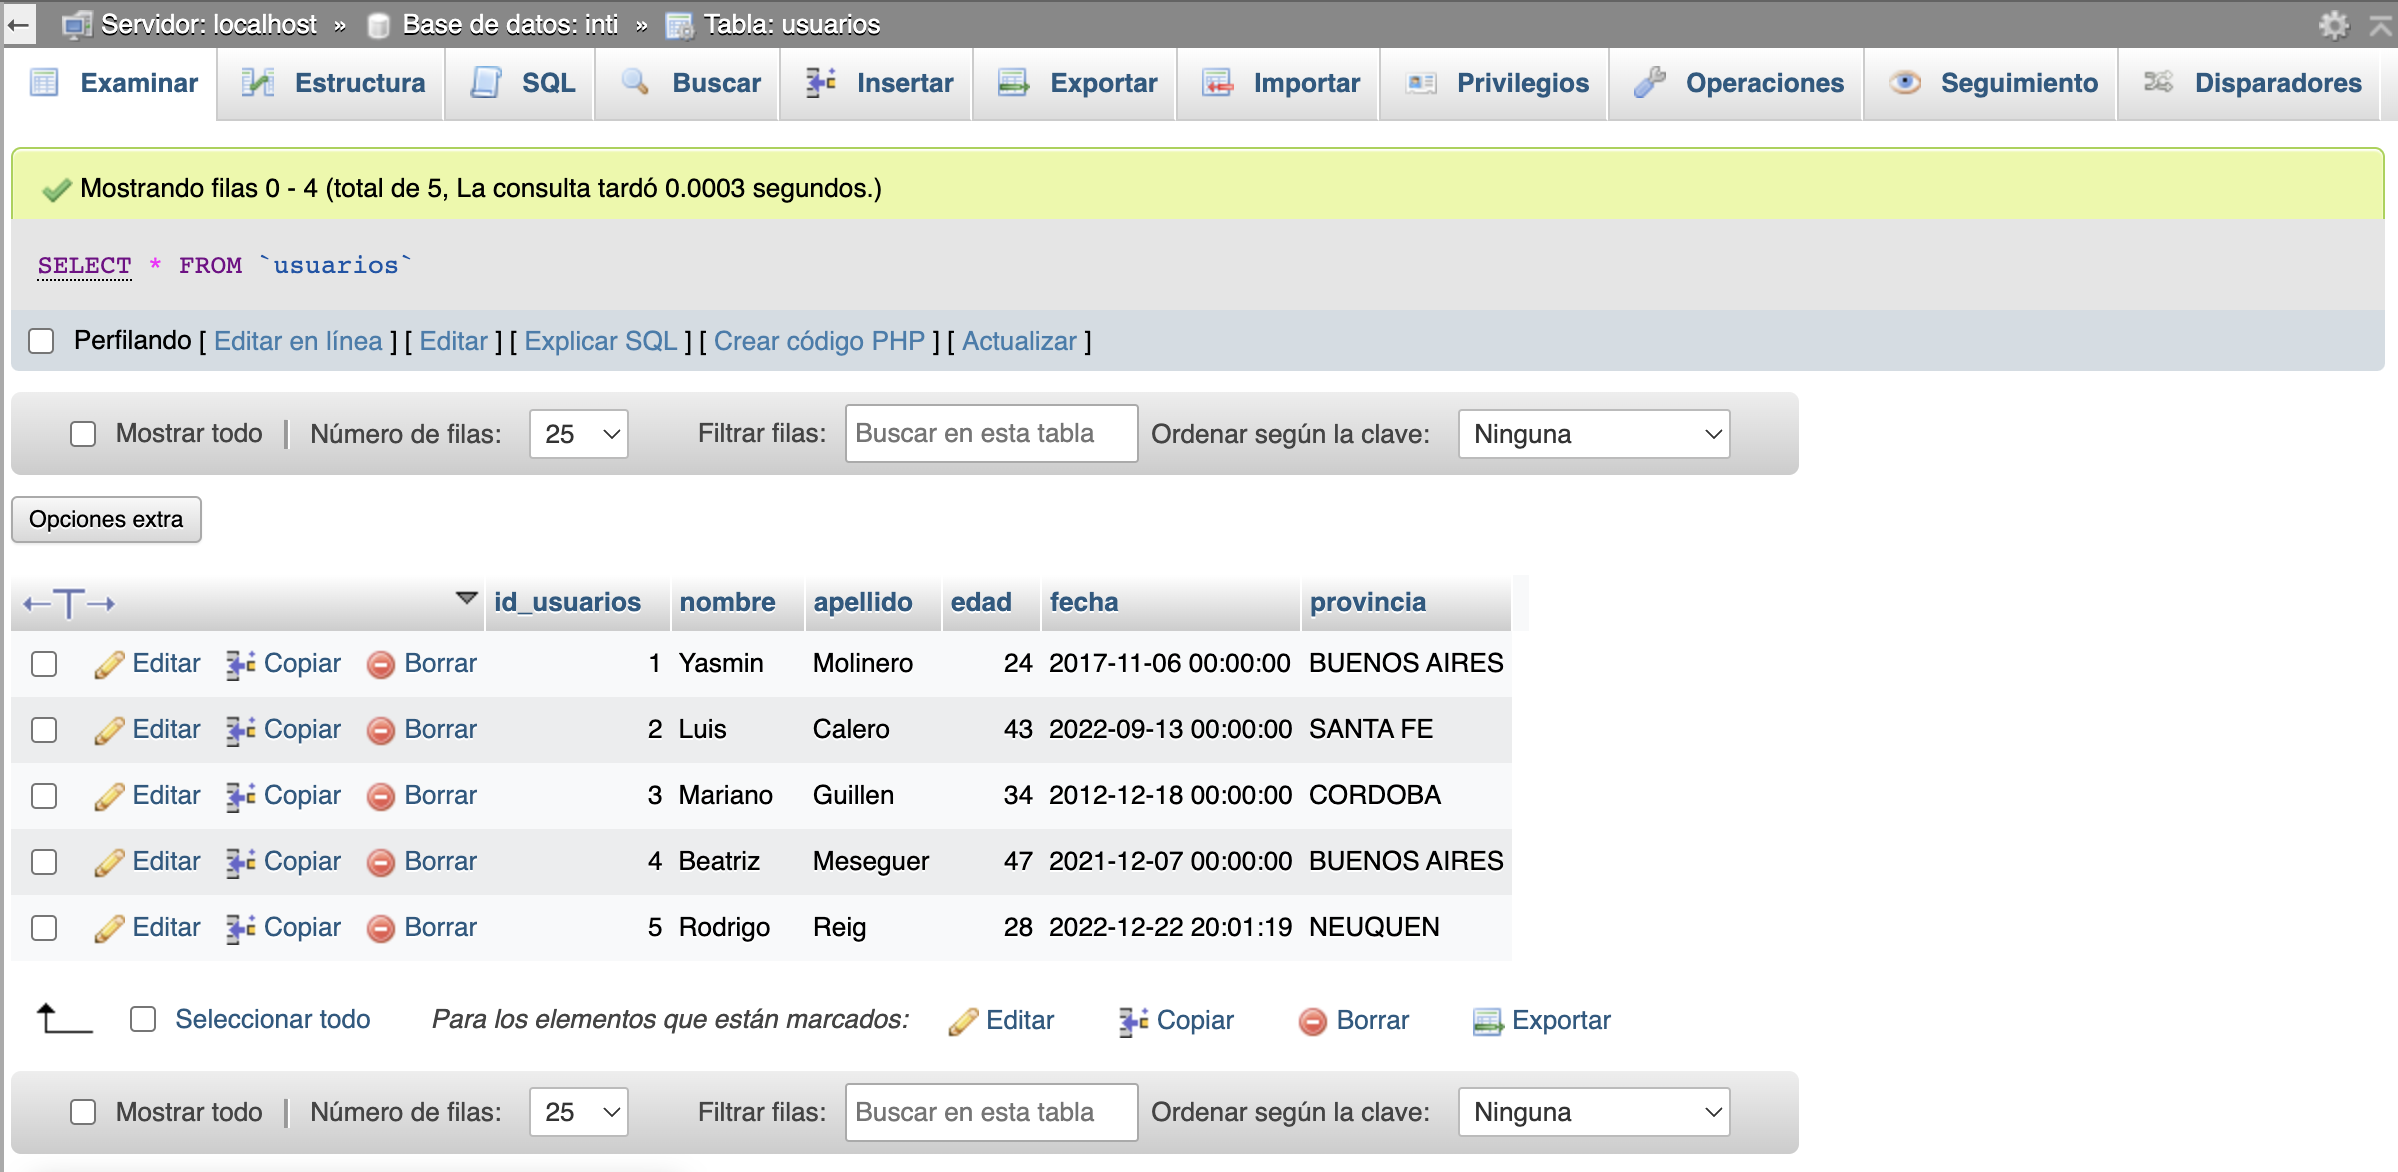 Servidor: localhost » Base de datos: inti » Tabla: usuarios
Examinar Estructura SQL Buscar Insertar Exportar Importar Privilegios Operaciones Seguimiento Disparadores
Mostrando filas 0 - 4 (total de 5, La consulta tardó 0.0003 segundos.)
SELECT * FROM `usuarios`
Perfilando [ Editar en línea ] [ Editar ] [ Explicar SQL ] [ Crear código PHP ] [ Actualizar ]
Mostrar todo | Número de filas: 25 Filtrar filas: Buscar en esta tabla Ordenar según la clave: Ninguna
Opciones extra
←T→ id_usuarios nombre apellido edad fecha provincia
Editar Copiar Borrar 1 Yasmin Molinero 24 2017-11-06 00:00:00 BUENOS AIRES
Editar Copiar Borrar 2 Luis Calero 43 2022-09-13 00:00:00 SANTA FE
Editar Copiar Borrar 3 Mariano Guillen 34 2012-12-18 00:00:00 CORDOBA
Editar Copiar Borrar 4 Beatriz Meseguer 47 2021-12-07 00:00:00 BUENOS AIRES
Editar Copiar Borrar 5 Rodrigo Reig 28 2022-12-22 20:01:19 NEUQUEN
Seleccionar todo Para los elementos que están marcados: Editar Copiar Borrar Exportar
Mostrar todo | Número de filas: 25 Filtrar filas: Buscar en esta tabla Ordenar según la clave: Ninguna